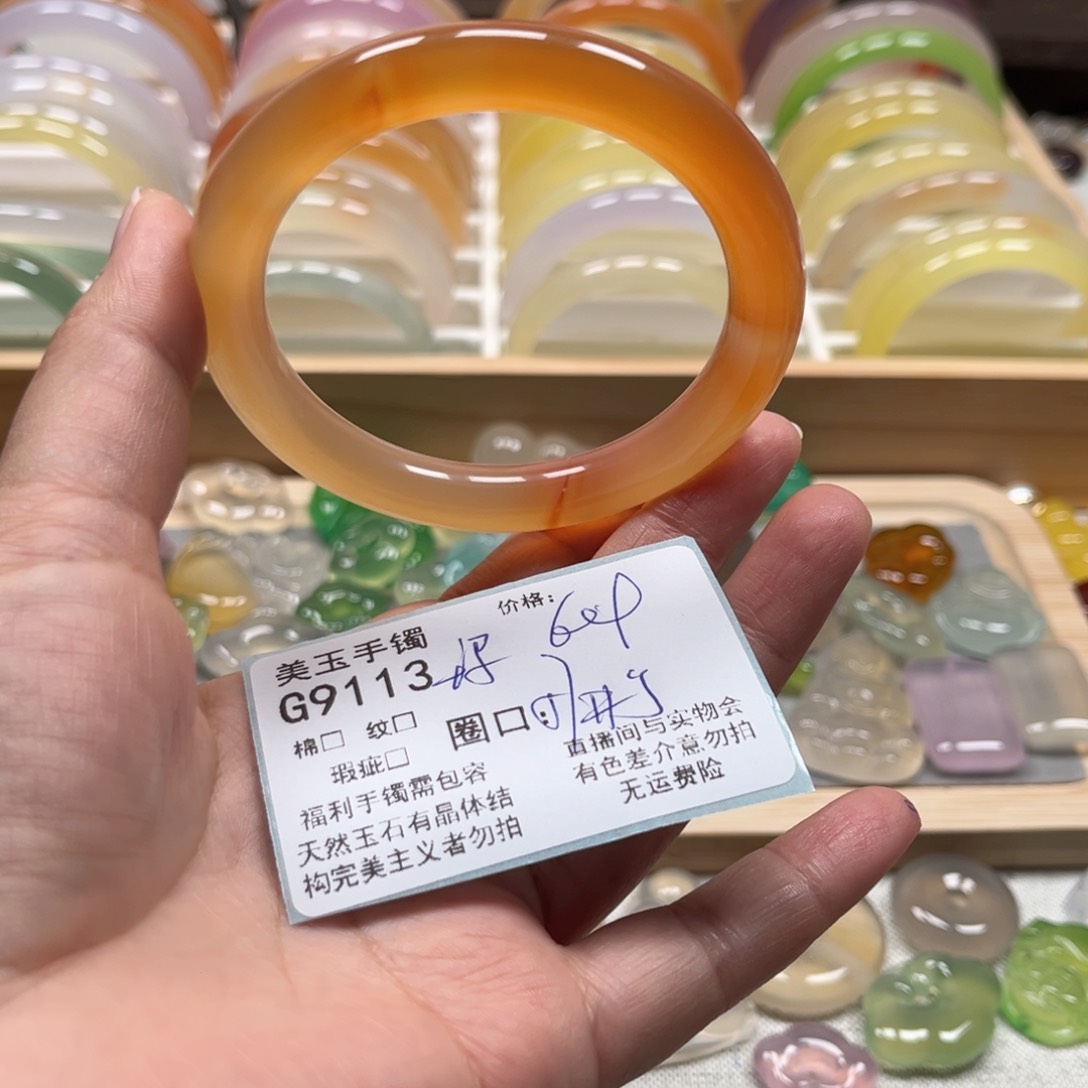 价格:
美玉手镯
G9113
棉□ 纹□
圈口:
瑕疵□
福利手镯需包容
天然玉石有晶体结
构完美主义者勿拍
直播间与实物会
有色差介意勿拍
无运费险